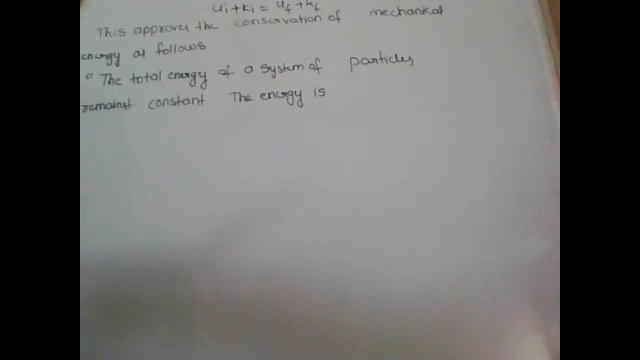 Ui + Ki = Uf + Kf
This approves the conservation of mechanical
energy as follows
" The total energy of a system of particles
remainst constant The energy is